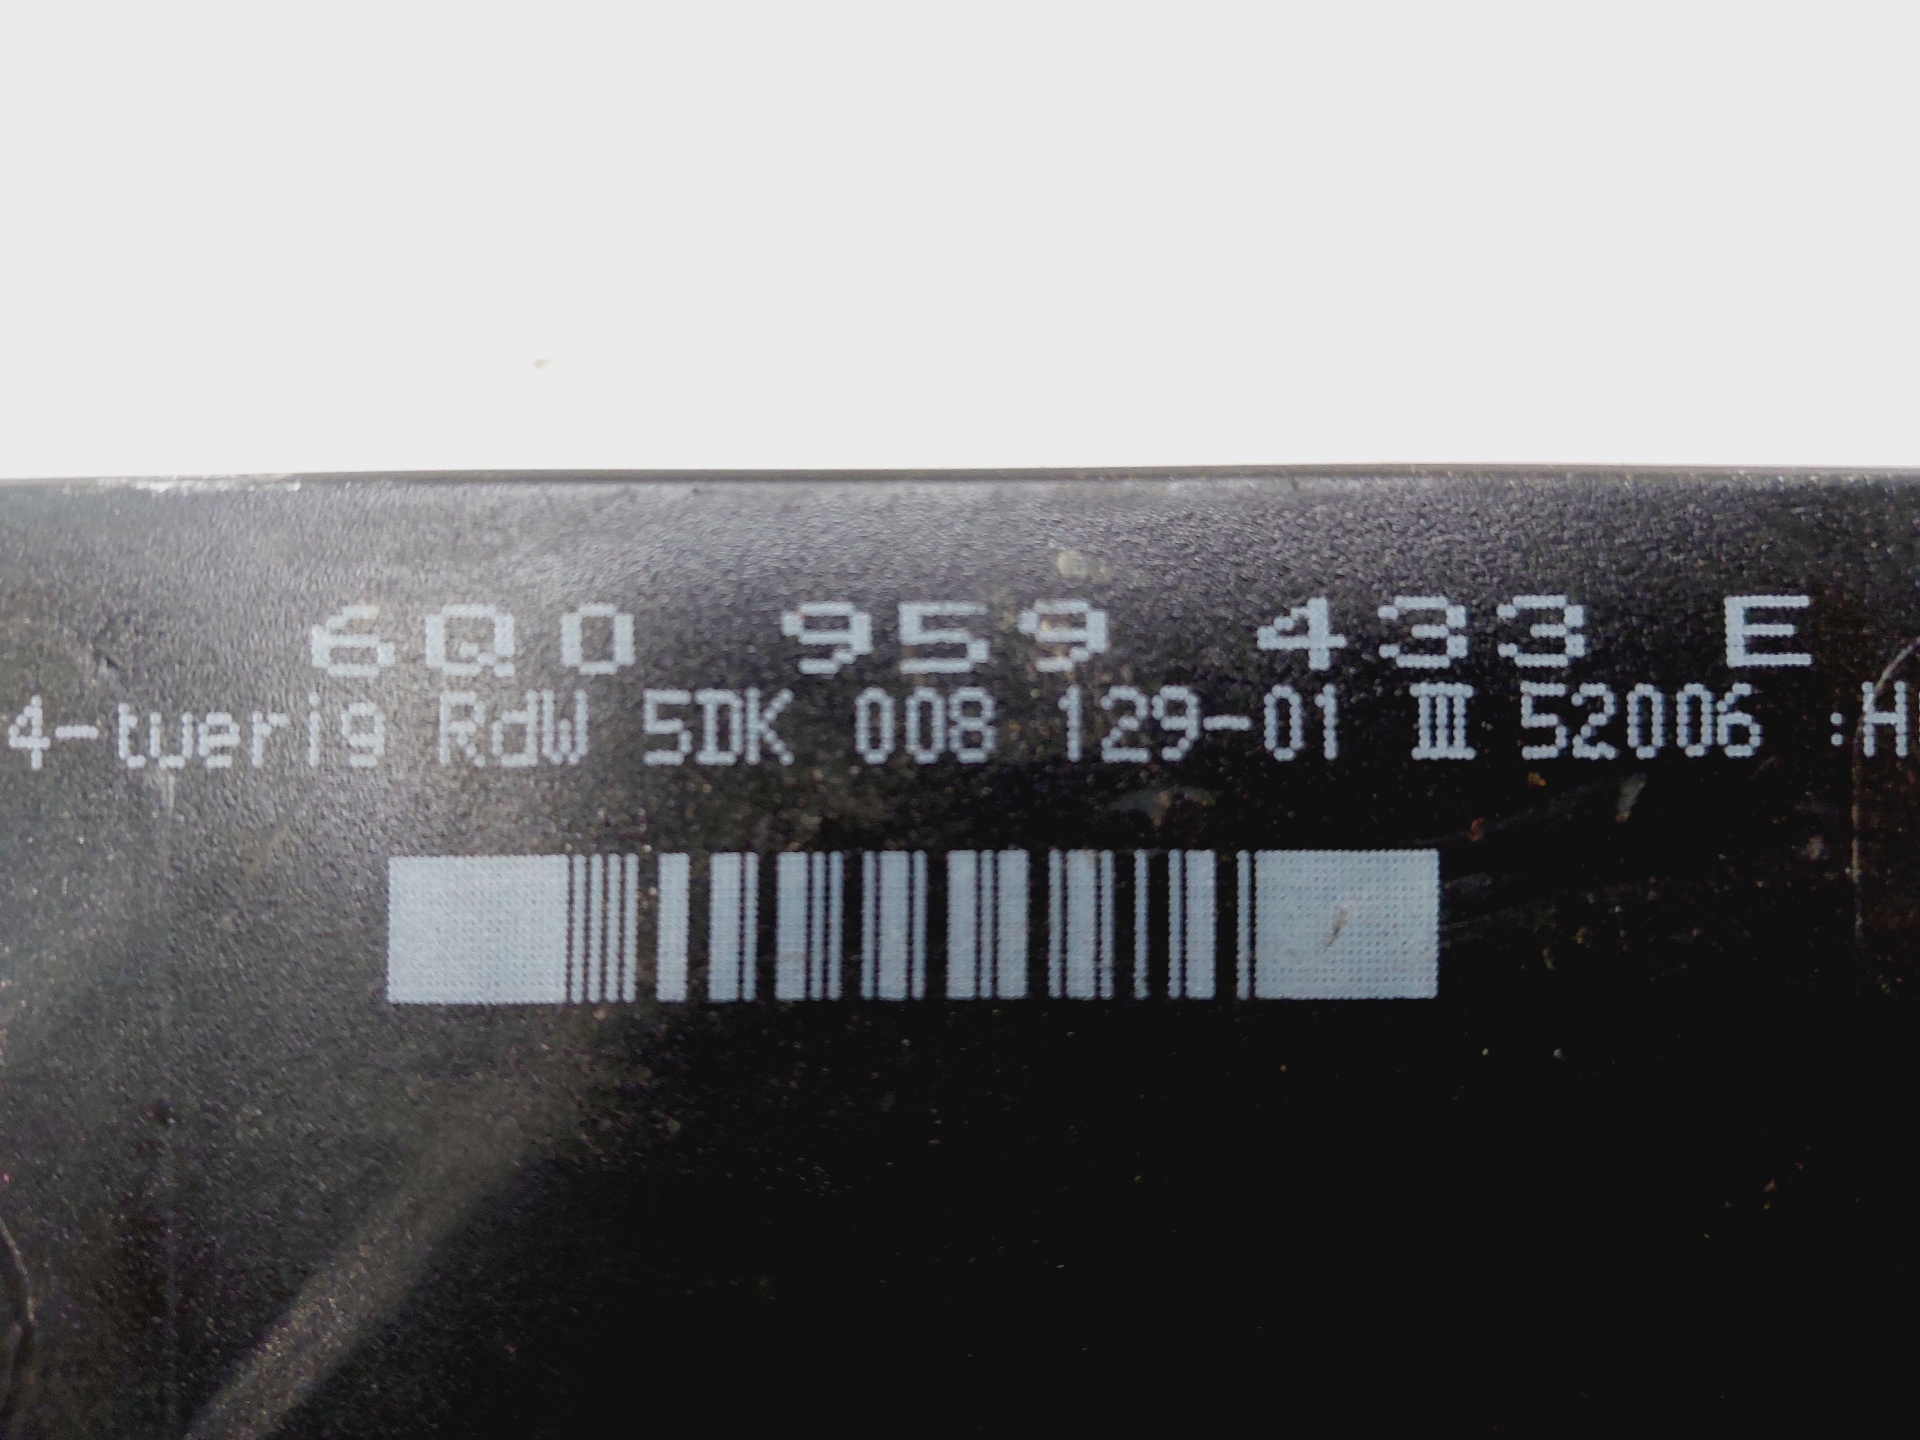 6Q0 959 433 E
4-tuerig RdW 5DK 008 129-01 III 52006 :H